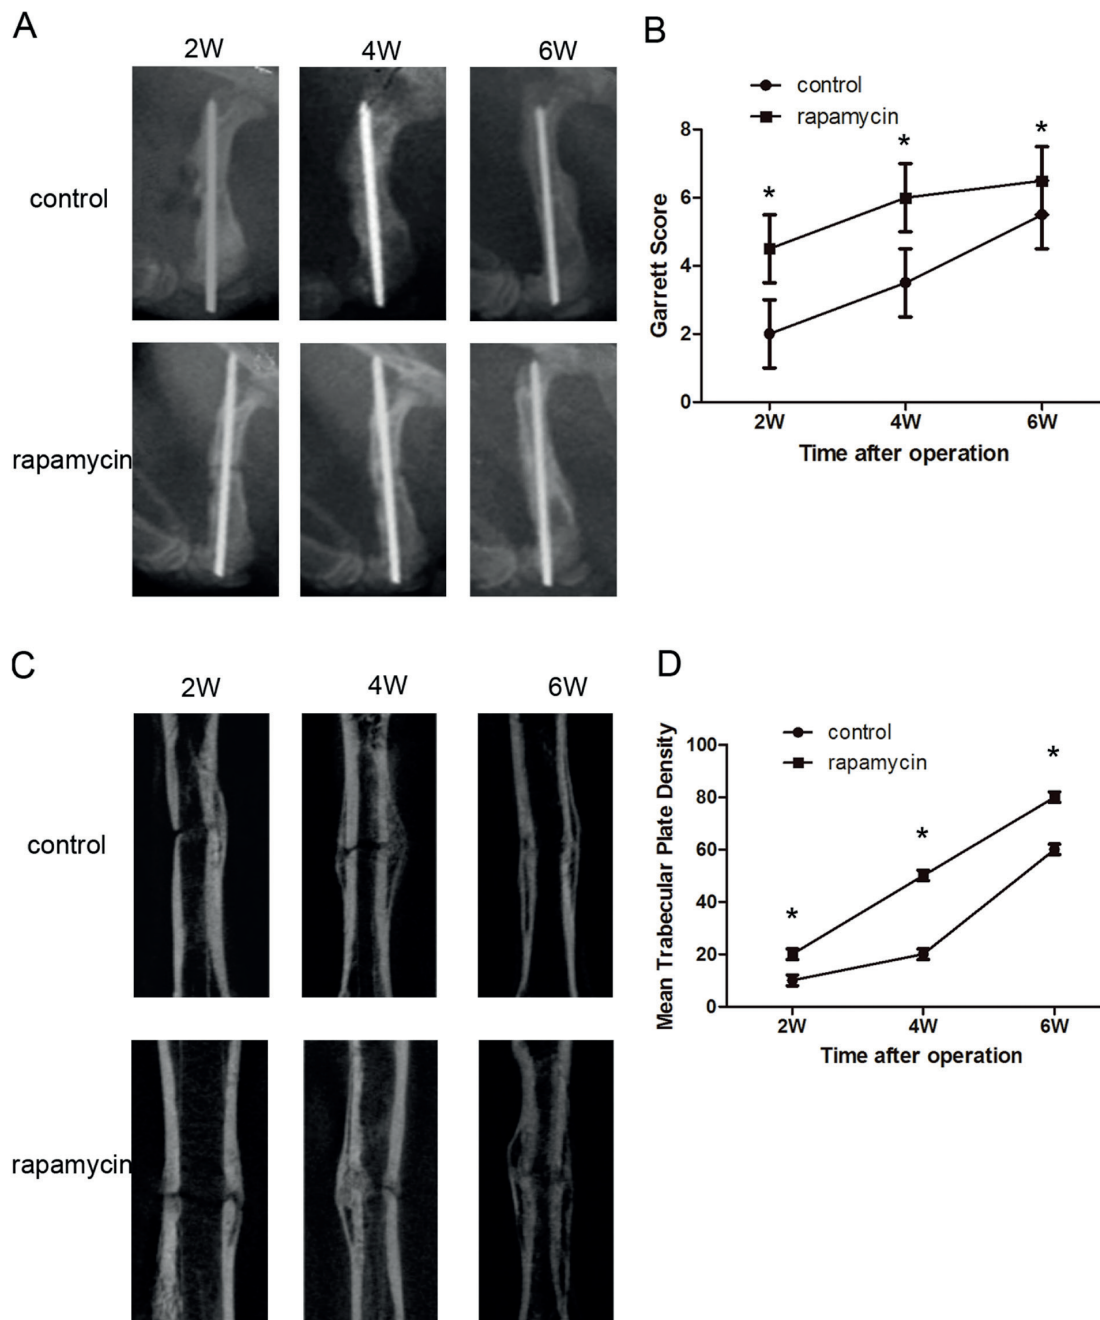 A
2W 4W 6W
control
rapamycin
B
control
rapamycin
8
6
4
2
0
* * *
Garrett Score
2W 4W 6W
Time after operation
C
2W 4W 6W
control
rapamycin
D
control
rapamycin
100
80
60
40
20
0
* * *
Mean Trabecular Plate Density
2W 4W 6W
Time after operation